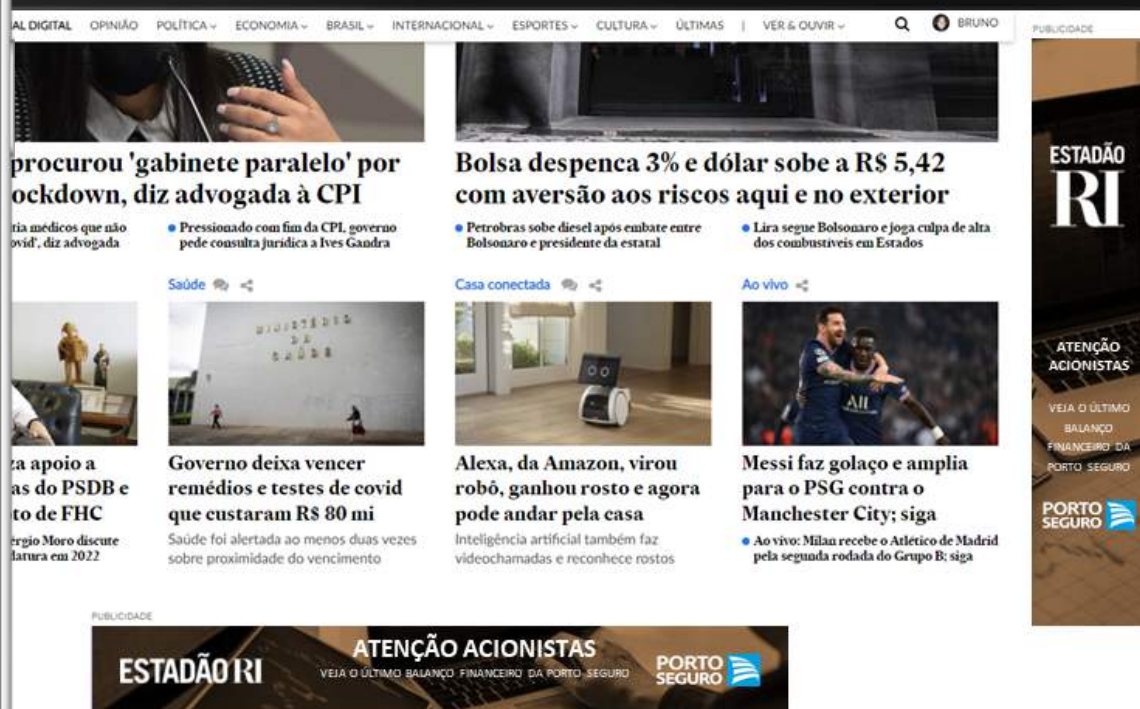 AL DIGITAL OPINIÃO POLÍTICA ECONOMIA BRASIL INTERNACIONAL ESPORTES CULTURA ÚLTIMAS | VER & OUVIR BRUNO
PUBLICIDADE
procurou 'gabinete paralelo' por
ockdown, diz advogada à CPI
ria médicos que não
ovid', diz advogada
Pressionado com fim da CPI, governo
pede consulta jurídica a Ives Gandra
Bolsa despenca 3% e dólar sobe a R$ 5,42
com aversão aos riscos aqui e no exterior
Petrobras sobe diesel após embate entre
Bolsonaro e presidente da estatal
Lira segue Bolsonaro e joga culpa de alta
dos combustíveis em Estados
za apoio a
as do PSDB e
to de FHC
ergio Moro discute
latura em 2022
Saúde
MINISTÉRIO
DA
SAÚDE
Governo deixa vencer
remédios e testes de covid
que custaram R$ 80 mi
Saúde foi alertada ao menos duas vezes
sobre proximidade do vencimento
Casa conectada
Alexa, da Amazon, virou
robô, ganhou rosto e agora
pode andar pela casa
Inteligência artificial também faz
videochamadas e reconhece rostos
Ao vivo
ALL
Messi faz golaço e amplia
para o PSG contra o
Manchester City; siga
Ao vivo: Milan recebe o Atlético de Madrid
pela segunda rodada do Grupo B; siga
ESTADÃO
RI
ATENÇÃO
ACIONISTAS
VEJA O ÚLTIMO
BALANÇO
FINANCEIRO DA
PORTO SEGURO
PORTO
SEGURO
PUBLICIDADE
ESTADÃO RI
ATENÇÃO ACIONISTAS
VEJA O ÚLTIMO BALANÇO FINANCEIRO DA PORTO SEGURO
PORTO
SEGURO